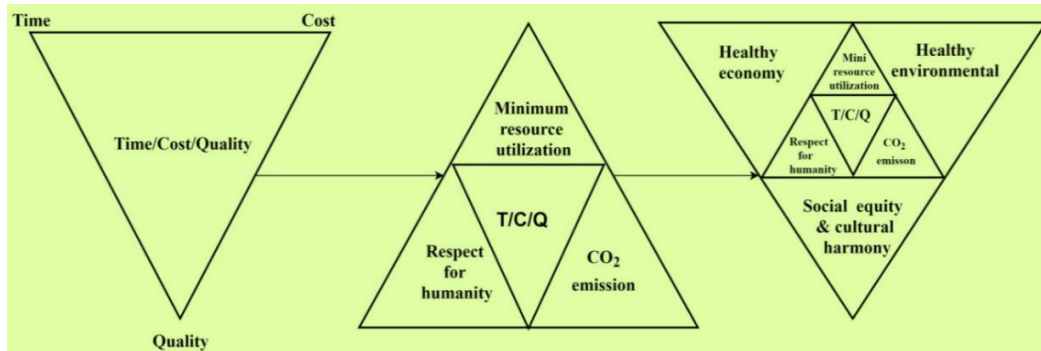 Time
Cost
Time/Cost/Quality
Quality
Minimum
resource
utilization
T/C/Q
Respect
for
humanity
CO₂
emission
Healthy
economy
Healthy
environmental
Mini
resource
utilization
T/C/Q
Respect
for
humanity
CO₂
emisson
Social equity
& cultural
harmony